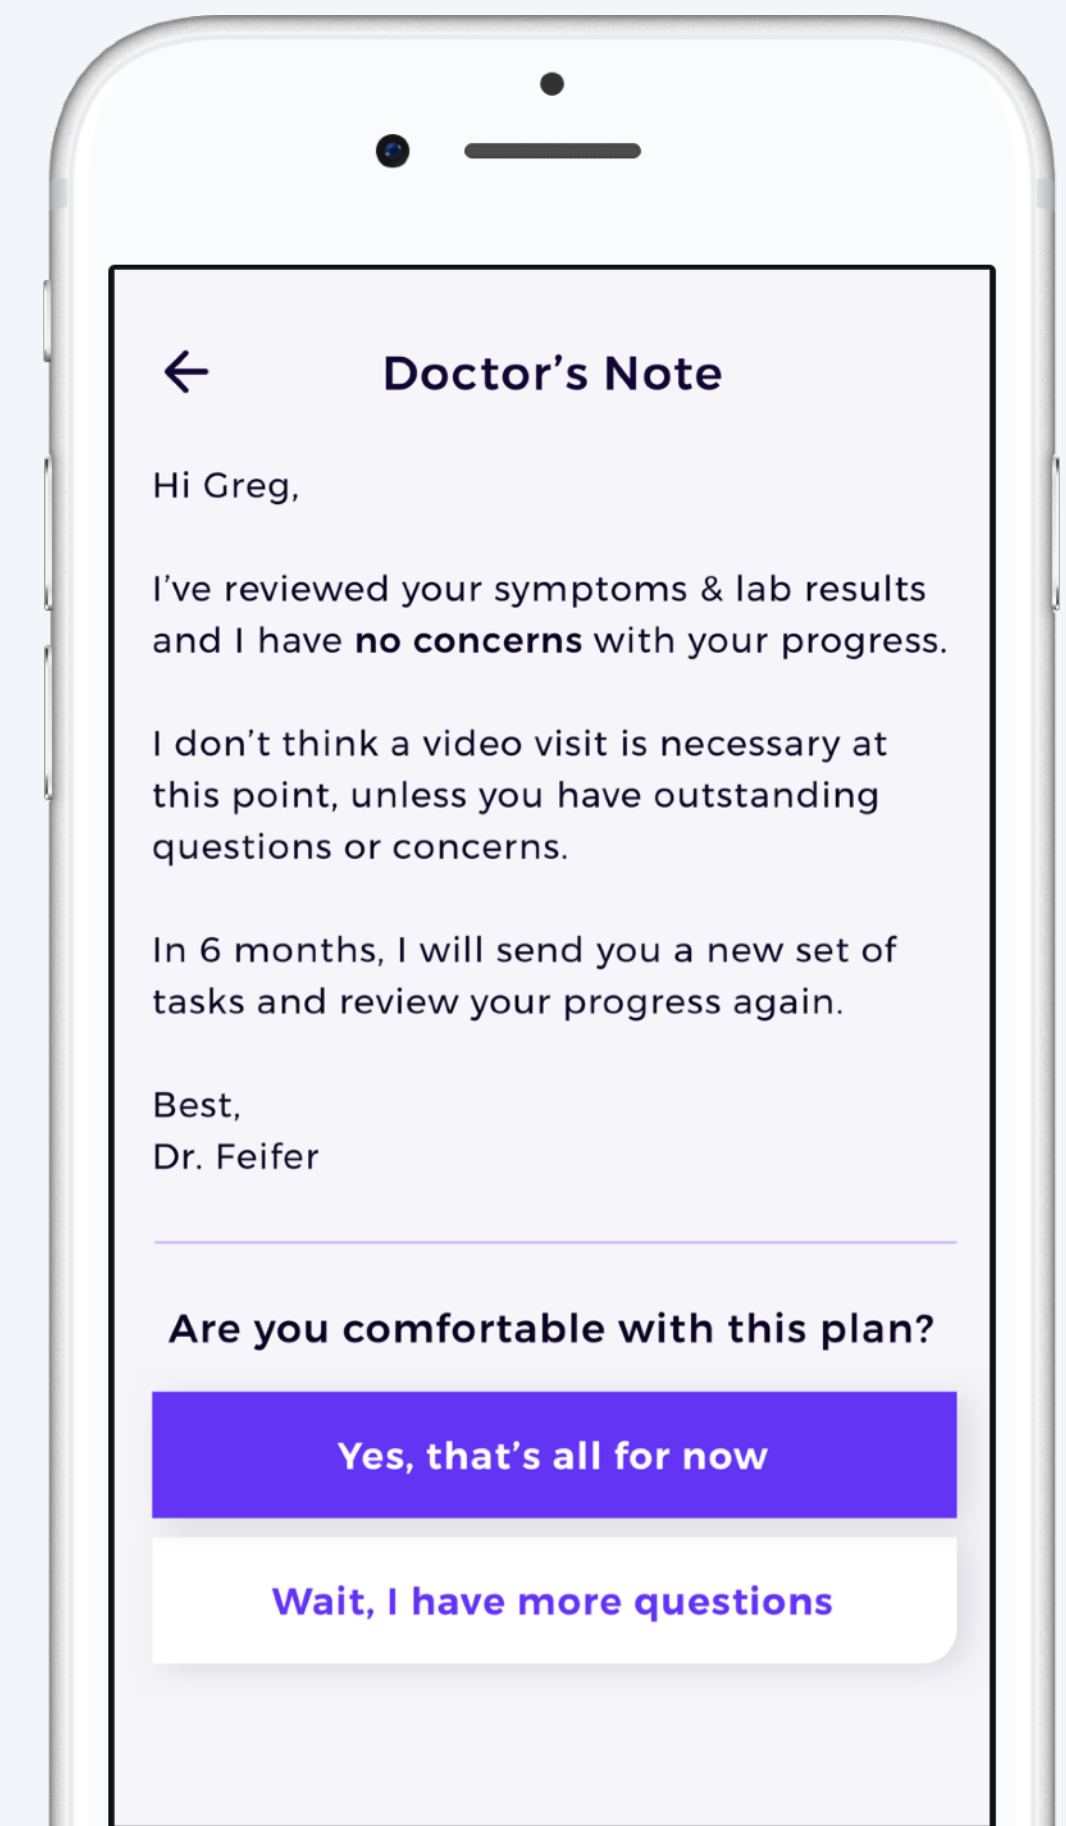 Doctor’s Note
Hi Greg,
I’ve reviewed your symptoms & lab results
and I have no concerns with your progress.
I don’t think a video visit is necessary at
this point, unless you have outstanding
questions or concerns.
In 6 months, I will send you a new set of
tasks and review your progress again.
Best,
Dr. Feifer
Are you comfortable with this plan?
Yes, that’s all for now
Wait, I have more questions